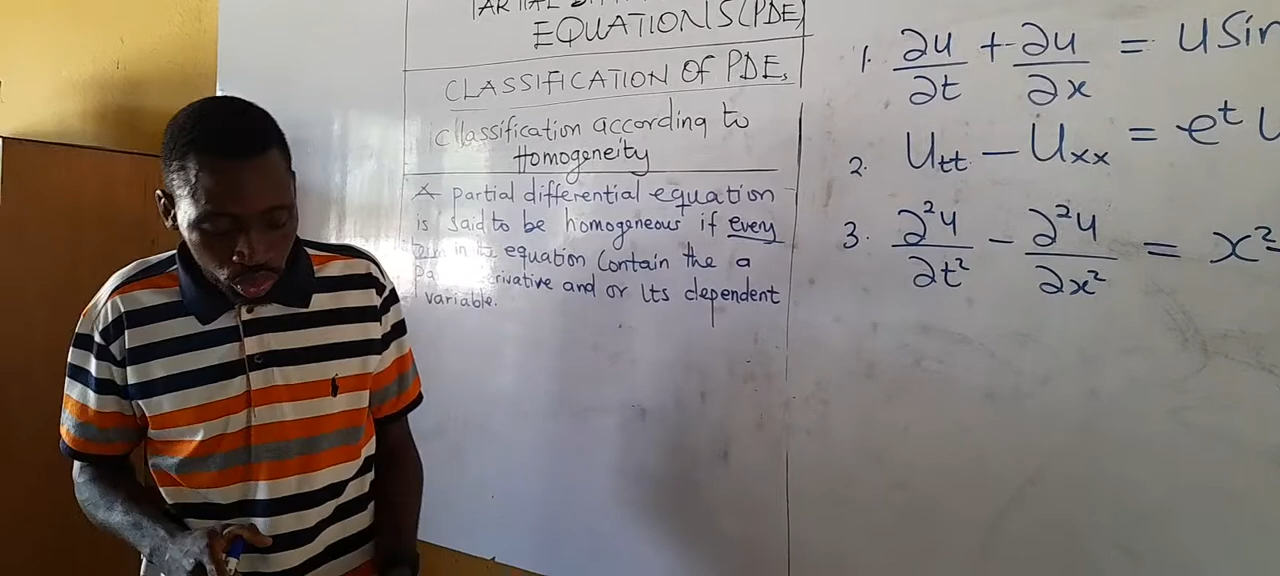 EQUATIONS(PDE)
CLASSIFICATION OF PDEs
Classification according to
Homogeneity
A partial differential equation
is said to be homogeneous if every
term in its equation contain the a
rivative and or its dependent
variable.
1. ∂u/∂t + ∂u/∂x = u Sin
2. Utt - Uxx = e^t U
3. ∂²u/∂t² - ∂²u/∂x² = x²